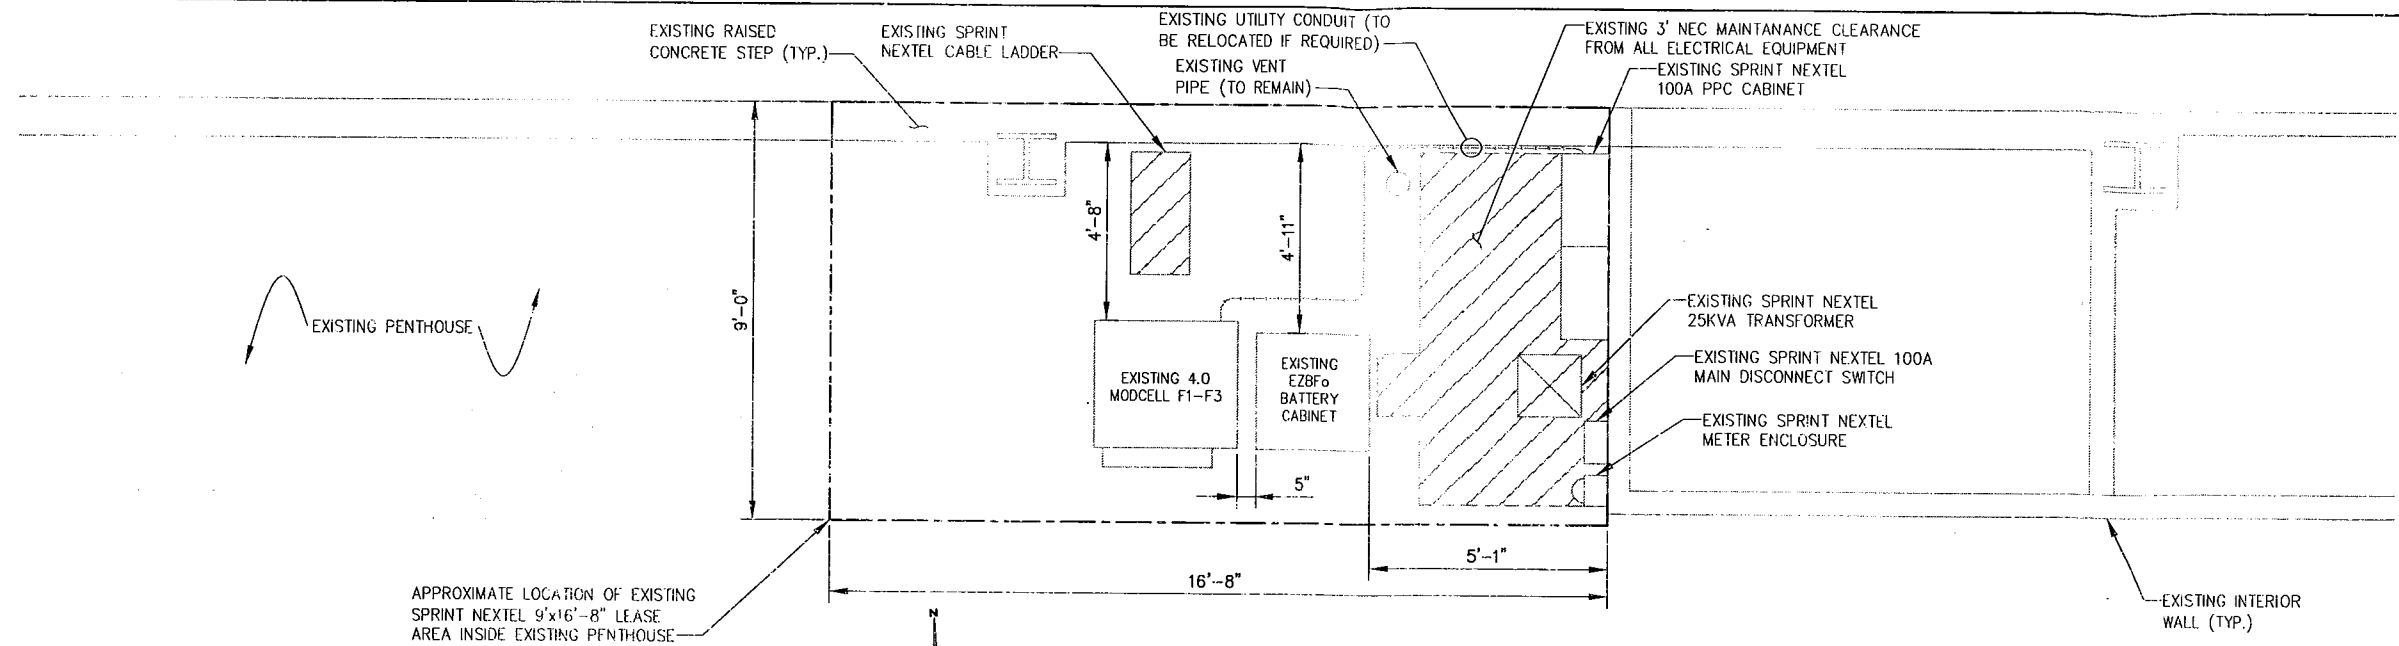 EXISTING RAISED
CONCRETE STEP (TYP.)
EXISTING SPRINT
NEXTEL CABLE LADDER
EXISTING UTILITY CONDUIT (TO
BE RELOCATED IF REQUIRED)
EXISTING VENT
PIPE (TO REMAIN)
EXISTING 3' NEC MAINTANANCE CLEARANCE
FROM ALL ELECTRICAL EQUIPMENT
EXISTING SPRINT NEXTEL
100A PPC CABINET
4'-8"
4'-11"
9'-0"
EXISTING PENTHOUSE
EXISTING SPRINT NEXTEL
25KVA TRANSFORMER
EXISTING 4.0
MODCELL F1-F3
EXISTING
EZBFo
BATTERY
CABINET
EXISTING SPRINT NEXTEL 100A
MAIN DISCONNECT SWITCH
EXISTING SPRINT NEXTEL
METER ENCLOSURE
5"
5'-1"
16'-8"
APPROXIMATE LOCATION OF EXISTING
SPRINT NEXTEL 9'x16'-8" LEASE
AREA INSIDE EXISTING PENTHOUSE
N
EXISTING INTERIOR
WALL (TYP.)